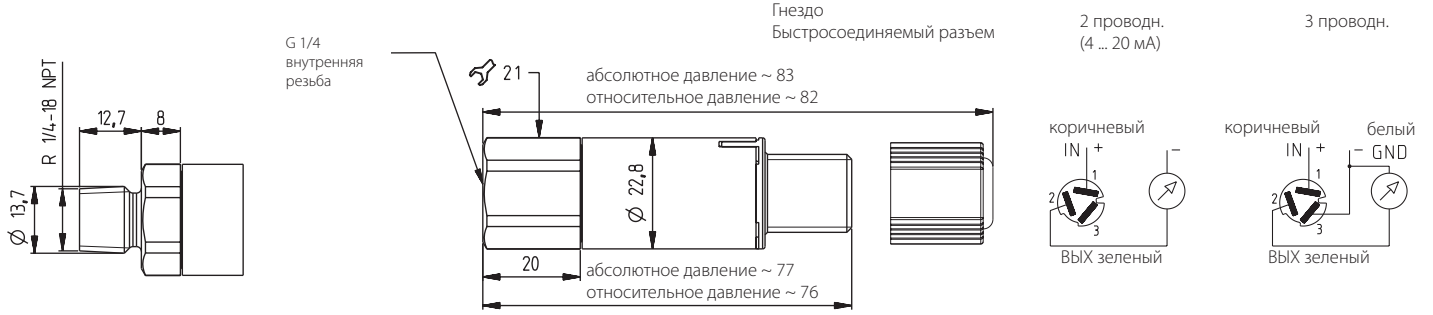 R 1/4-18 NPT
12,7
8
Ø 13,7
G 1/4
внутренняя
резьба
21
Гнездо
Быстросоединяемый разъем
абсолютное давление ~ 83
относительное давление ~ 82
Ø 22,8
20
абсолютное давление ~ 77
относительное давление ~ 76
2 проводн.
(4 ... 20 мА)
коричневый
IN +
–
1
2
3
ВЫХ зеленый
3 проводн.
коричневый
белый
IN +
– GND
1
2
3
ВЫХ зеленый